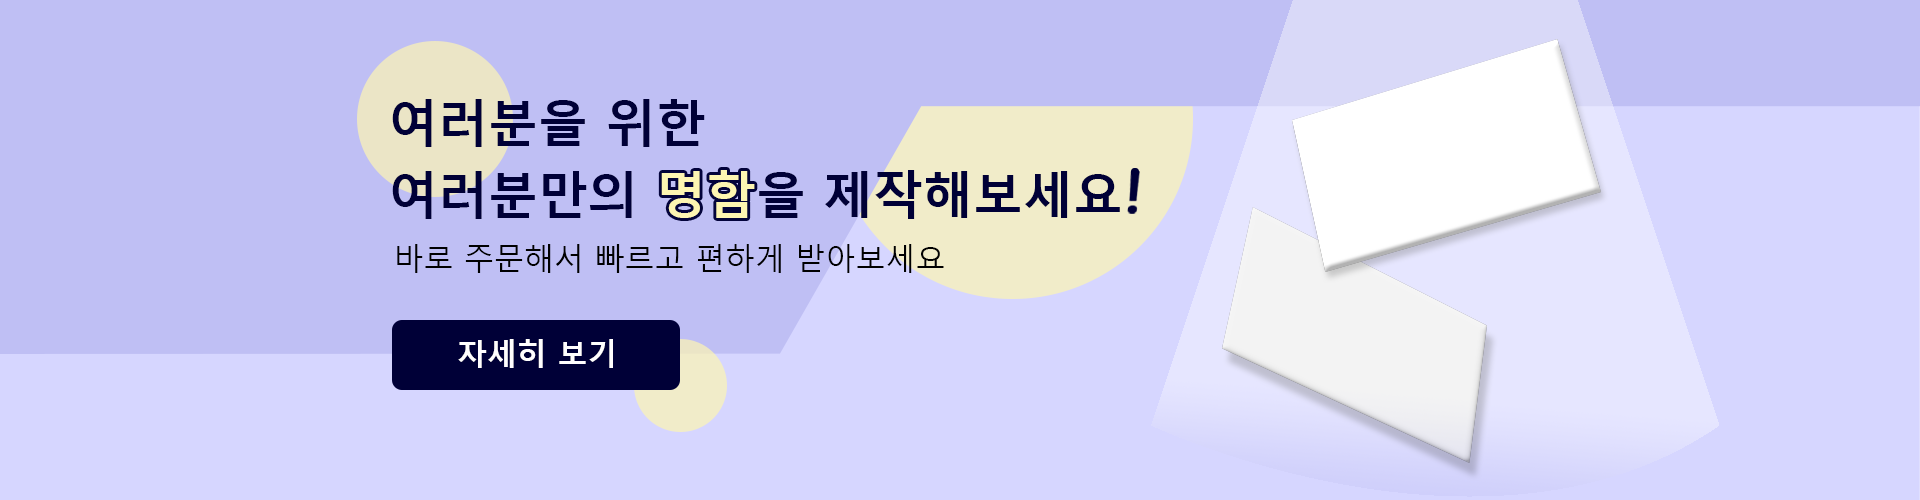 여러분을 위한
여러분만의 명함을 제작해보세요!
바로 주문해서 빠르고 편하게 받아보세요
자세히 보기